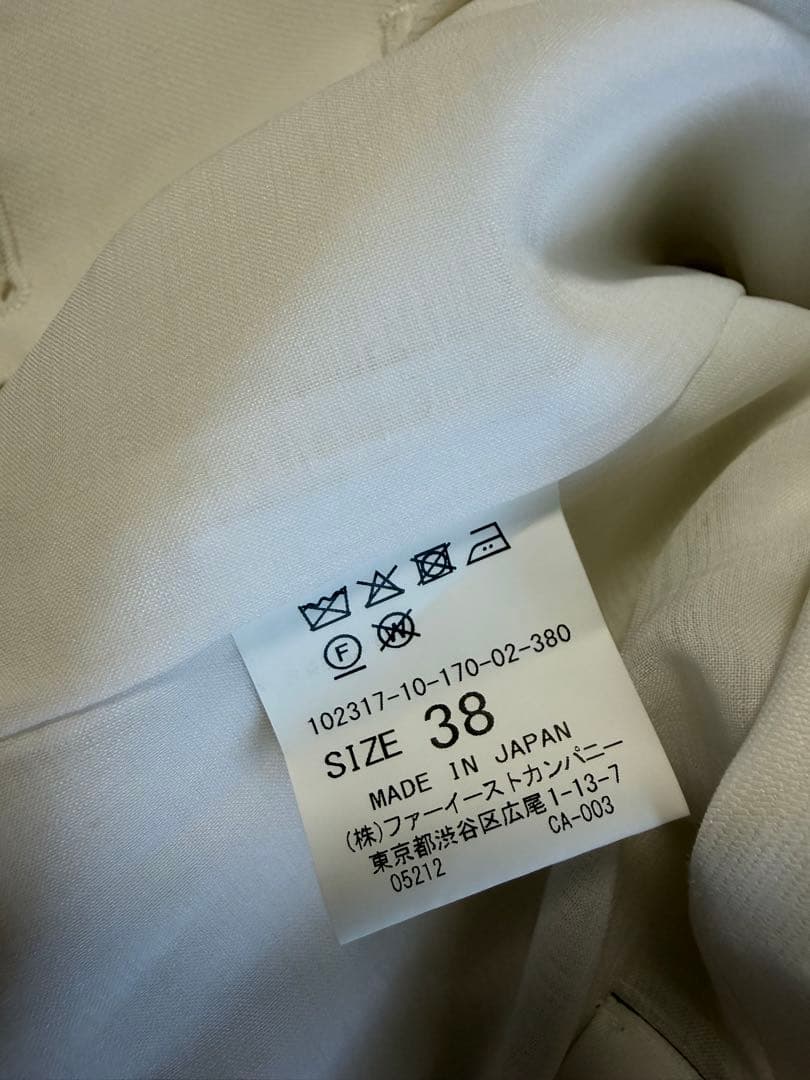 F W
102317-10-170-02-380
SIZE 38
MADE IN JAPAN
(株)ファーイーストカンパニー
東京都渋谷区広尾1-13-7
05212 CA-003